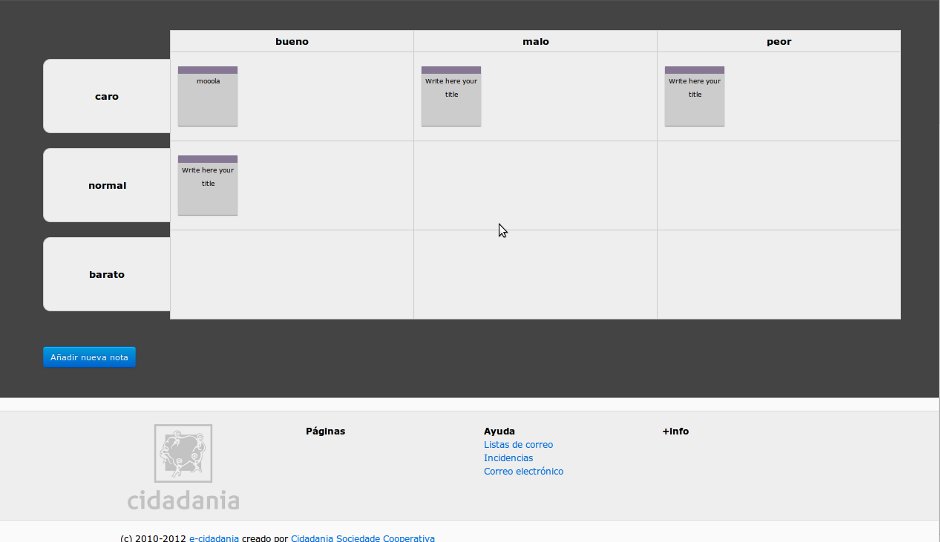 bueno
malo
peor
caro
mooola
Write here your
title
Write here your
title
normal
Write here your
title
barato
Añadir nueva nota
cidadania
Páginas
Ayuda
Listas de correo
Incidencias
Correo electrónico
+info
(c) 2010-2012 e-cidadania creado por Cidadania Sociedade Cooperativa